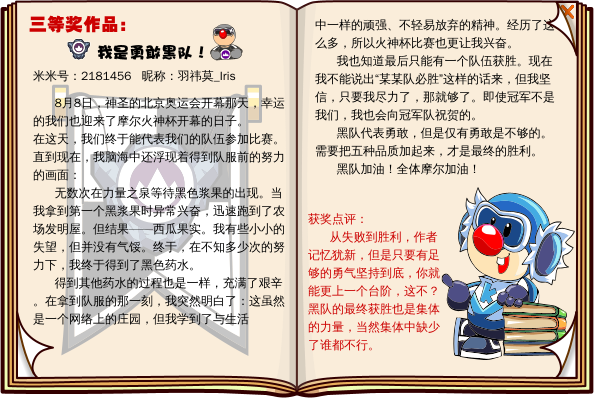 三等奖作品：
我是勇敢黑队！
米米号：2181456 昵称：羽祎莫_Iris
8月8日，神圣的北京奥运会开幕那天，幸运
的我们也迎来了摩尔火神杯开幕的日子。
在这天，我们终于能代表我们的队伍参加比赛。
直到现在，我脑海中还浮现着得到队服前的努力
的画面：
无数次在力量之泉等待黑色浆果的出现。当
我拿到第一个黑浆果时异常兴奋，迅速跑到了农
场发明屋。但结果——西瓜果实。我有些小小的
失望，但并没有气馁。终于，在不知多少次的努
力下，我终于得到了黑色药水。
得到其他药水的过程也是一样，充满了艰辛
。在拿到队服的那一刻，我突然明白了：这虽然
是一个网络上的庄园，但我学到了与生活
中一样的顽强、不轻易放弃的精神。经历了这
么多，所以火神杯比赛也更让我兴奋。
我也知道最后只能有一个队伍获胜。现在
我不能说出“某某队必胜”这样的话来，但我坚
信，只要我尽力了，那就够了。即使冠军不是
我们，我也会向冠军队祝贺的。
黑队代表勇敢，但是仅有勇敢是不够的。
需要把五种品质加起来，才是最终的胜利。
黑队加油！全体摩尔加油！
获奖点评：
从失败到胜利，作者
记忆犹新，但是只要有足
够的勇气坚持到底，你就
能更上一个台阶，这不？
黑队的最终获胜也是集体
的力量，当然集体中缺少
了谁都不行。